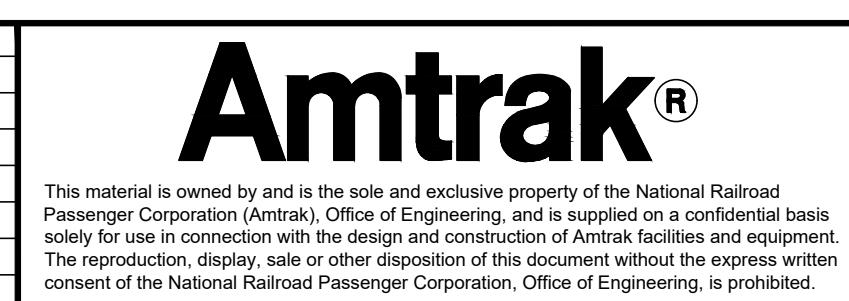 Amtrak®
This material is owned by and is the sole and exclusive property of the National Railroad
Passenger Corporation (Amtrak), Office of Engineering, and is supplied on a confidential basis
solely for use in connection with the design and construction of Amtrak facilities and equipment.
The reproduction, display, sale or other disposition of this document without the express written
consent of the National Railroad Passenger Corporation, Office of Engineering, is prohibited.